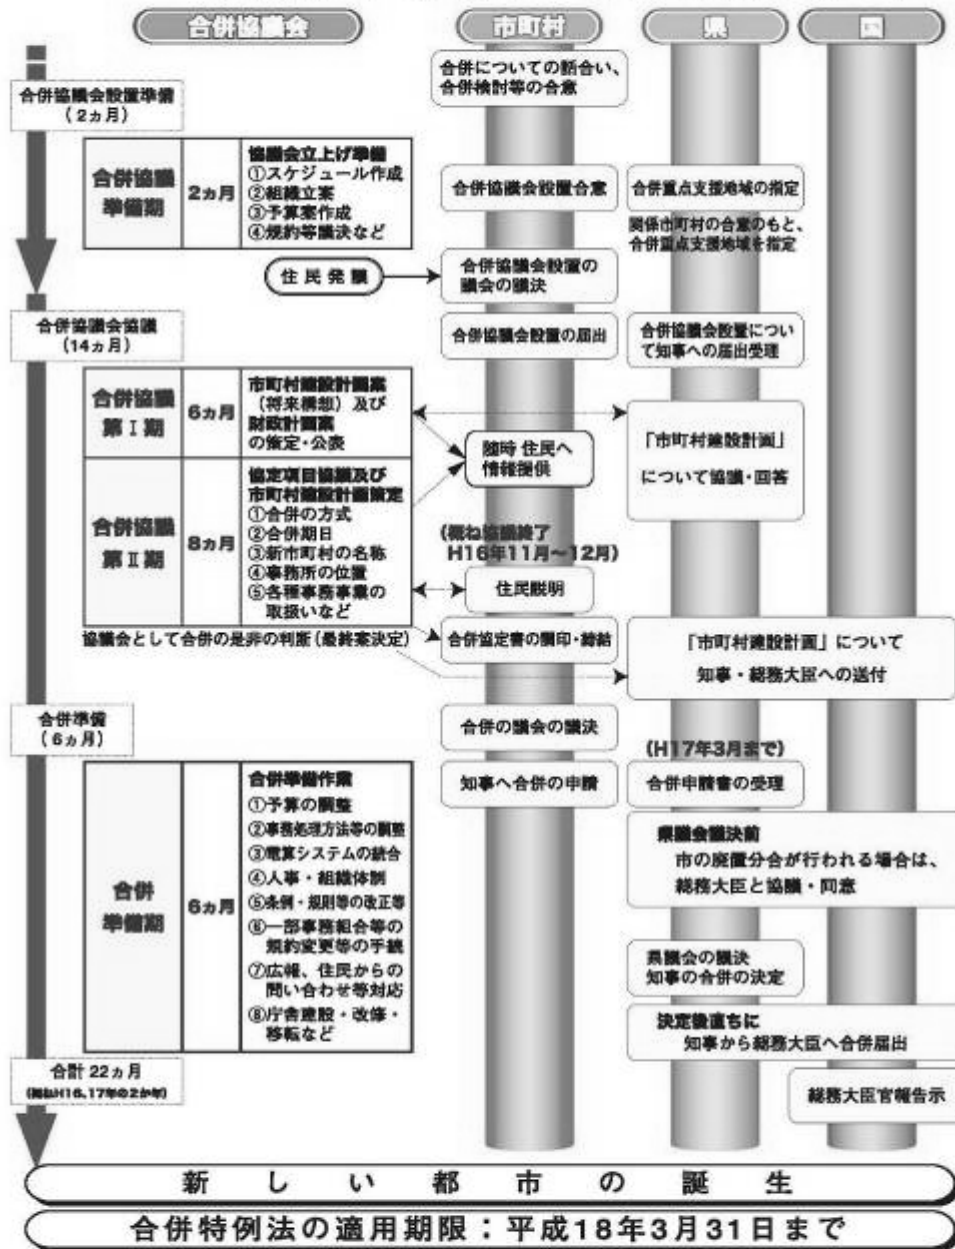 合併協議会
市町村
県
国
合併についての話合い、
合併検討等の合意
合併協議会設置準備
(2ヵ月)
合併協議
準備期
2ヵ月
協議会立上げ準備
①スケジュール作成
②組織立案
③予算案作成
④規約等議決など
合併協議会設置合意
合併重点支援地域の指定
関係市町村の合意のもと、
合併重点支援地域を指定
住民発議
合併協議会設置の
議会の議決
合併協議会協議
(14ヵ月)
合併協議会設置の届出
合併協議会設置につい
て知事への届出受理
合併協議
第Ⅰ期
6ヵ月
市町村建設計画案
(将来構想)及び
財政計画案
の策定・公表
随時 住民へ
情報提供
「市町村建設計画」
について協議・回答
合併協議
第Ⅱ期
8ヵ月
協定項目協議及び
市町村建設計画策定
①合併の方式
②合併期日
③新市町村の名称
④事務所の位置
⑤各種事務事業の
取扱いなど
(概ね協議終了
H16年11月〜12月)
住民説明
協議会として合併の是非の判断(最終案決定)
合併協定書の調印・締結
「市町村建設計画」について
知事・総務大臣への送付
合併準備
(6ヵ月)
合併の議会の議決
(H17年3月まで)
知事へ合併の申請
合併申請書の受理
合併
準備期
6ヵ月
合併準備作業
①予算の調整
②事務処理方法等の調整
③電算システムの統合
④人事・組織体制
⑤条例・規則等の改正等
⑥一部事務組合等の
規約変更等の手続
⑦広報、住民からの
問い合わせ等対応
⑧庁舎建設・改修・
移転など
県議会議決前
市の廃置分合が行われる場合は、
総務大臣と協議・同意
県議会の議決
知事の合併の決定
決定後直ちに
知事から総務大臣へ合併届出
合計 22ヵ月
(概ねH16、17年の2か年)
総務大臣官報告示
新しい都市の誕生
合併特例法の適用期限：平成18年3月31日まで